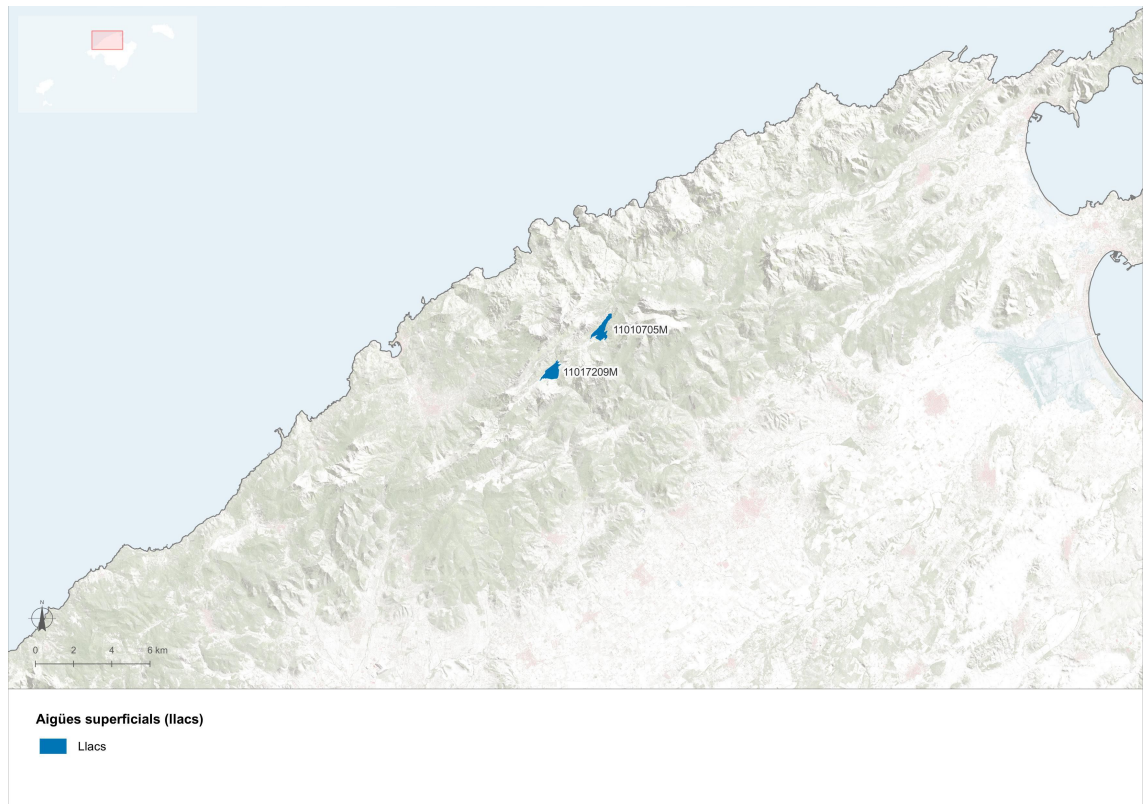 11010705M
11017209M
N
0 2 4 6 km
Aigües superficials (llacs)
Llacs